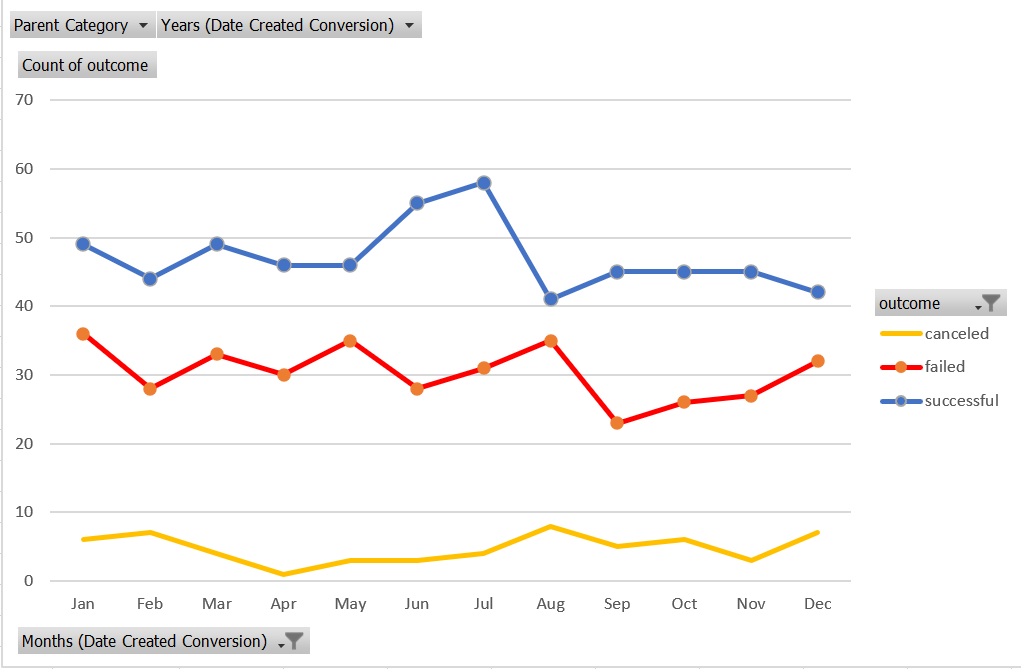 Parent Category Years (Date Created Conversion)
Count of outcome
70
60
50
40
30
20
10
0
Jan Feb Mar Apr May Jun Jul Aug Sep Oct Nov Dec
outcome
canceled
failed
successful
Months (Date Created Conversion)